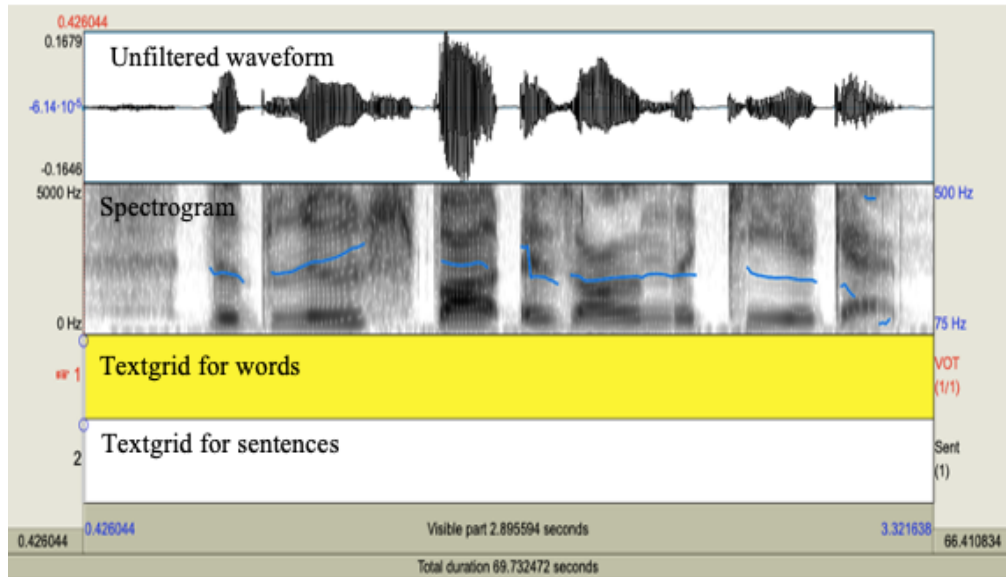 0.426044
0.1679
Unfiltered waveform
-6.14·10-5
-0.1646
5000 Hz
Spectrogram
500 Hz
0 Hz
75 Hz
1
Textgrid for words
VOT
(1/1)
2
Textgrid for sentences
Sent
(1)
0.426044
Visible part 2.895594 seconds
3.321638
0.426044
66.410834
Total duration 69.732472 seconds